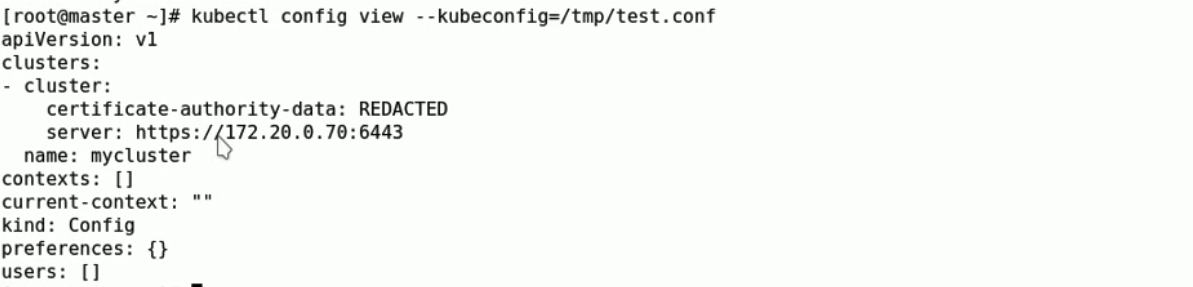 [root@master ~]# kubectl config view --kubeconfig=/tmp/test.conf
apiVersion: v1
clusters:
- cluster:
    certificate-authority-data: REDACTED
    server: https://172.20.0.70:6443
  name: mycluster
contexts: []
current-context: ""
kind: Config
preferences: {}
users: []